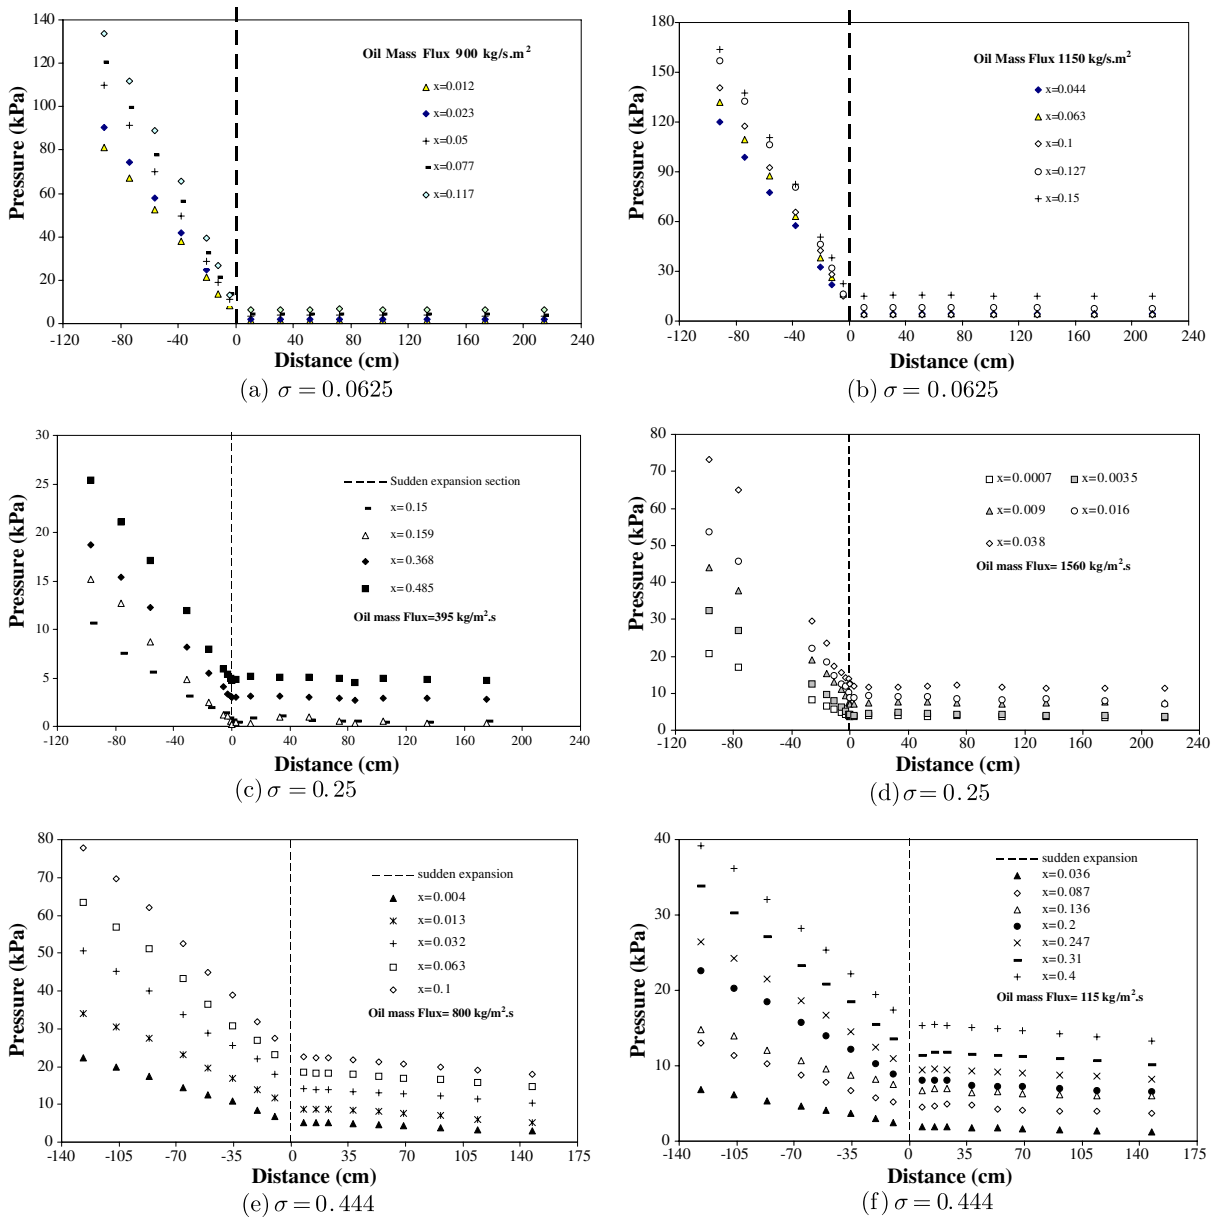 Oil Mass Flux 900 kg/s.m²
x=0.012
x=0.023
x=0.05
x=0.077
x=0.117
Pressure (kPa)
140
120
100
80
60
40
20
0
-120 -80 -40 0 40 80 120 160 200 240
Distance (cm)
(a) σ = 0.0625
Oil Mass Flux 1150 kg/s.m²
x=0.044
x=0.063
x=0.1
x=0.127
x=0.15
Pressure (kPa)
180
150
120
90
60
30
0
-120 -80 -40 0 40 80 120 160 200 240
Distance (cm)
(b) σ = 0.0625
Sudden expansion section
x=0.15
x=0.159
x=0.368
x=0.485
Oil mass Flux=395 kg/m².s
Pressure (kPa)
30
25
20
15
10
5
0
-120 -80 -40 0 40 80 120 160 200 240
Distance (cm)
(c) σ = 0.25
x=0.0007 x=0.0035
x=0.009 x=0.016
x=0.038
Oil mass Flux= 1560 kg/m².s
Pressure (kPa)
80
70
60
50
40
30
20
10
0
-120 -80 -40 0 40 80 120 160 200 240
Distance (cm)
(d) σ = 0.25
sudden expansion
x=0.004
x=0.013
x=0.032
x=0.063
x=0.1
Oil mass Flux= 800 kg/m².s
Pressure (kPa)
80
70
60
50
40
30
20
10
0
-140 -105 -70 -35 0 35 70 105 140 175
Distance (cm)
(e) σ = 0.444
sudden expansion
x=0.036
x=0.087
x=0.136
x=0.2
x=0.247
x=0.31
x=0.4
Oil mass Flux= 115 kg/m².s
Pressure (kPa)
40
30
20
10
0
-140 -105 -70 -35 0 35 70 105 140 175
Distance (cm)
(f) σ = 0.444